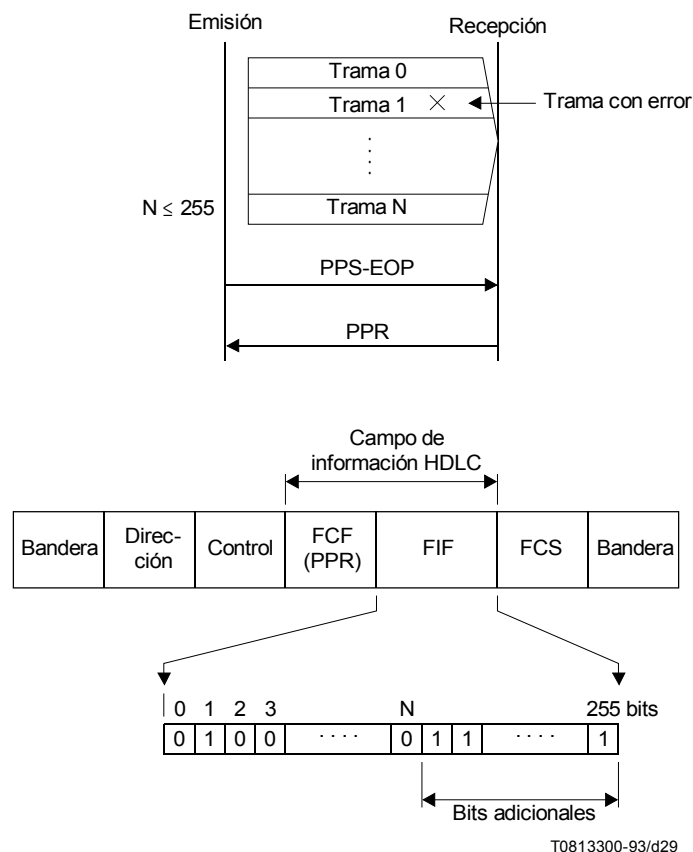 Emisión
Recepción
Trama 0
Trama 1 ×
Trama con error
N ≤ 255
Trama N
PPS-EOP
PPR
Campo de
información HDLC
Bandera
Direc-
ción
Control
FCF
(PPR)
FIF
FCS
Bandera
0 1 2 3 N 255 bits
0 1 0 0 . . . . 0 1 1 . . . . 1
Bits adicionales
T0813300-93/d29